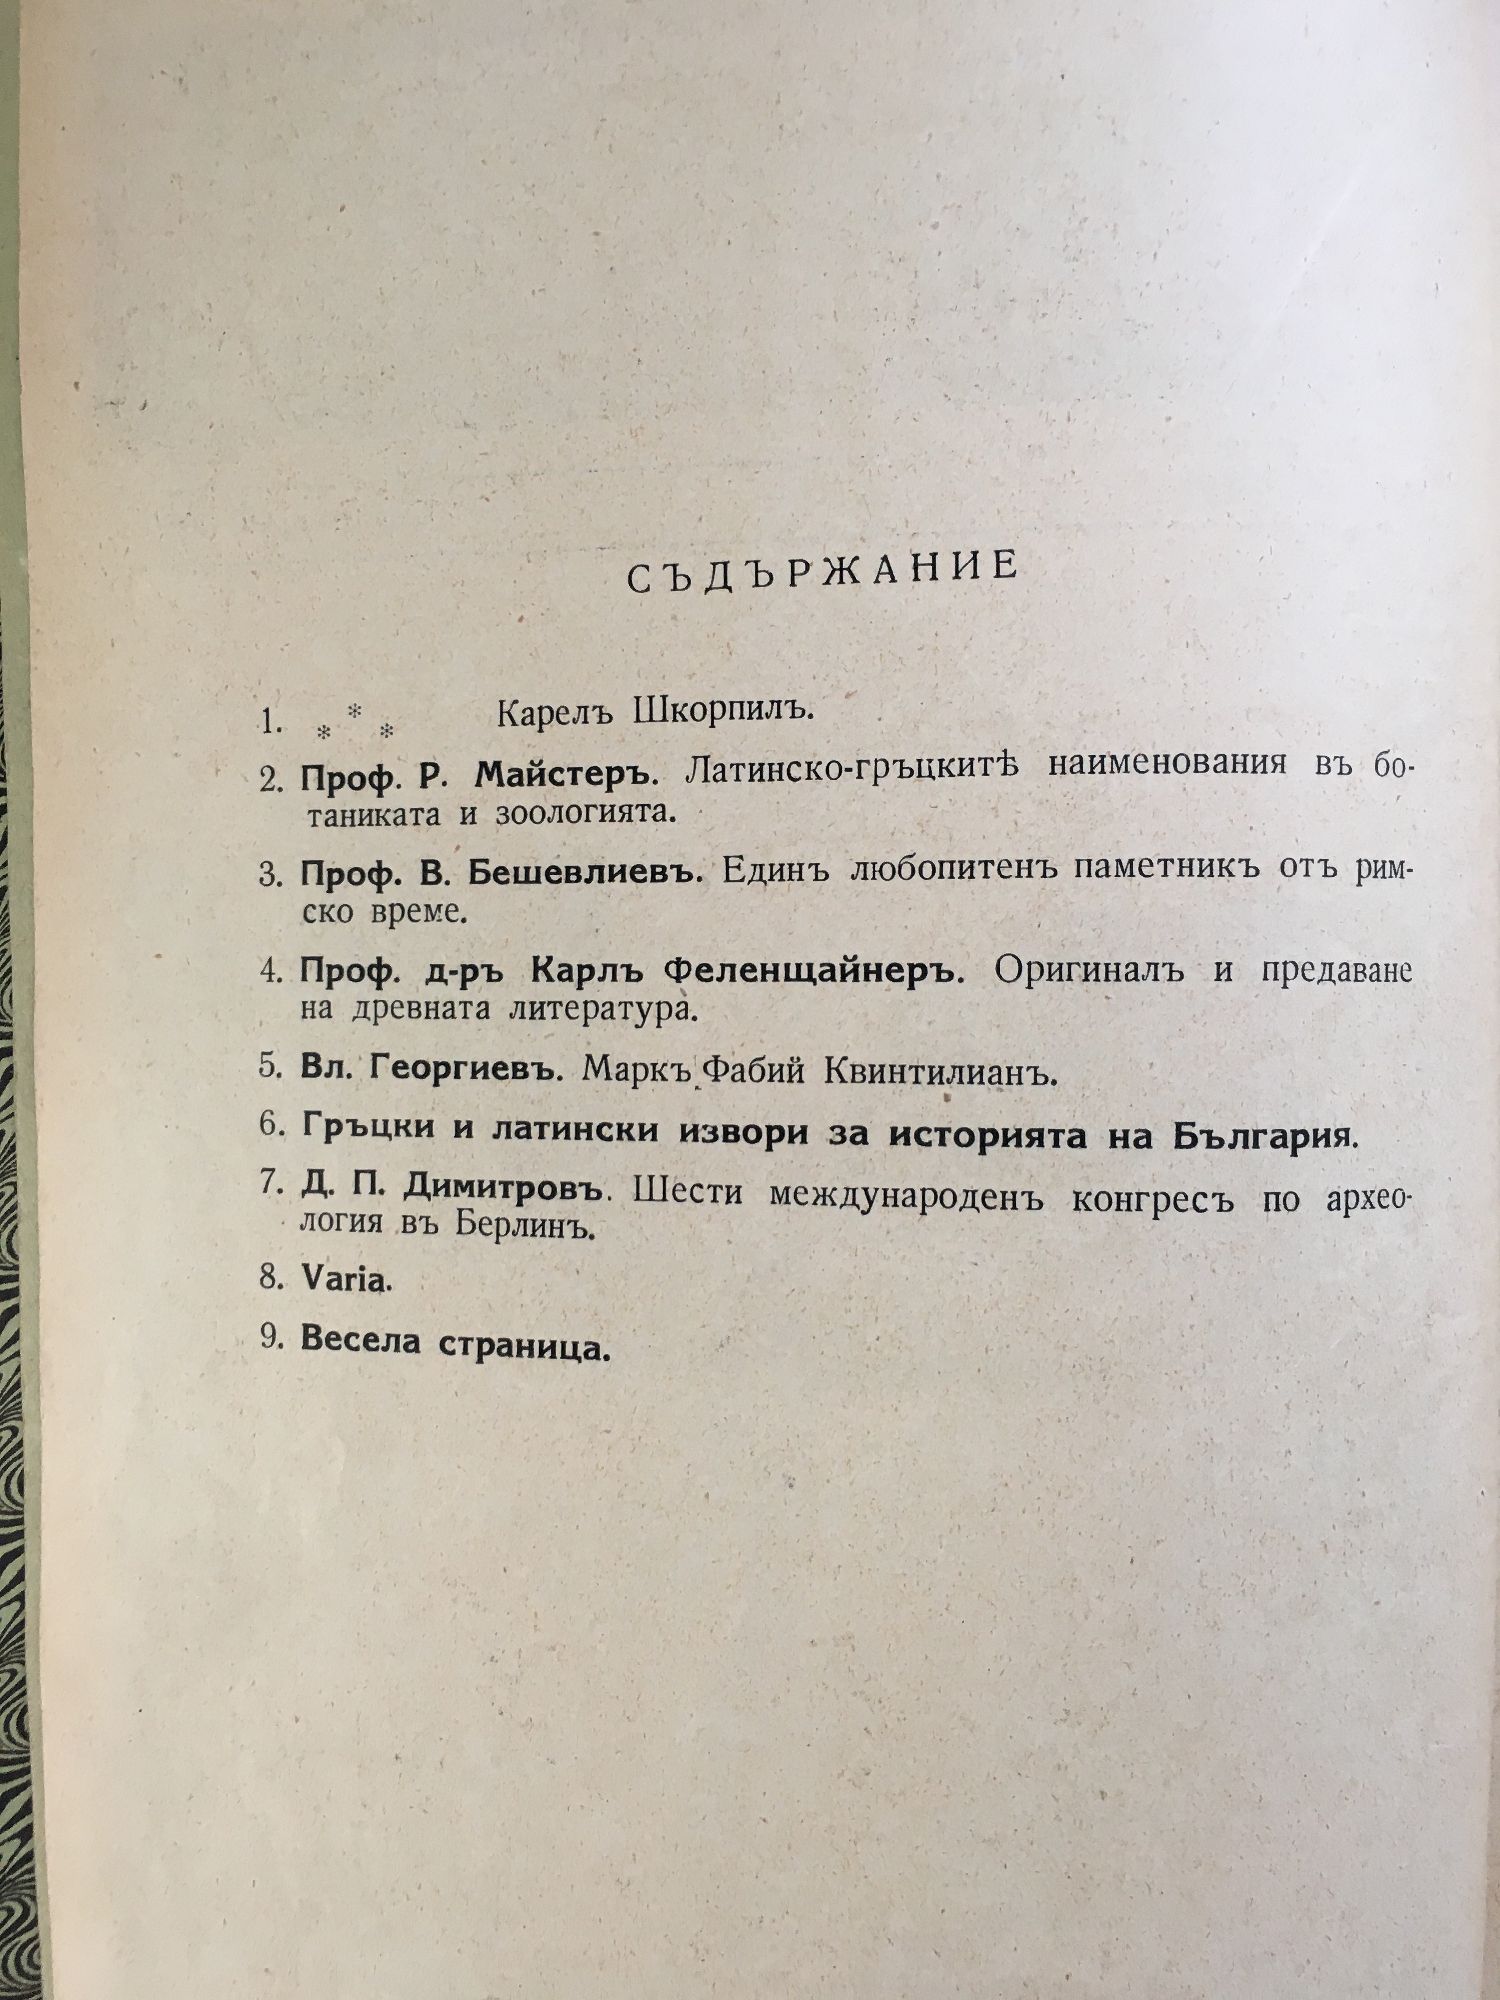 СЪДЪРЖАНИЕ
1. *** Карелъ Шкорпилъ.
2. Проф. Р. Майстеръ. Латинско-гръцкитѣ наименования въ бо-
таниката и зоологията.
3. Проф. В. Бешевлиевъ. Единъ любопитенъ паметникъ отъ рим-
ско време.
4. Проф. д-ръ Карлъ Феленщайнеръ. Оригиналъ и предаване
на древната литература.
5. Вл. Георгиевъ. Маркъ Фабий Квинтилианъ.
6. Гръцки и латински извори за историята на България.
7. Д. П. Димитровъ. Шести международенъ конгресъ по архео-
логия въ Берлинъ.
8. Varia.
9. Весела страница.